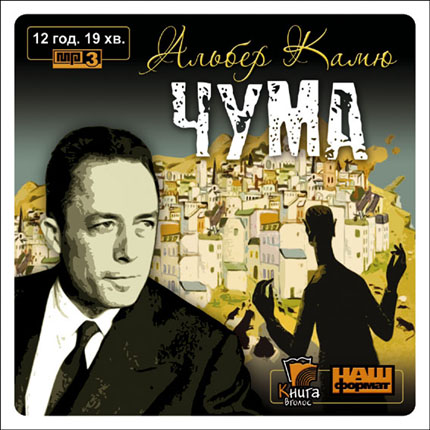 12 год. 19 хв.
mp3
Альбер Камю
ЧУМА
Книга
вголос
НАШ
формат